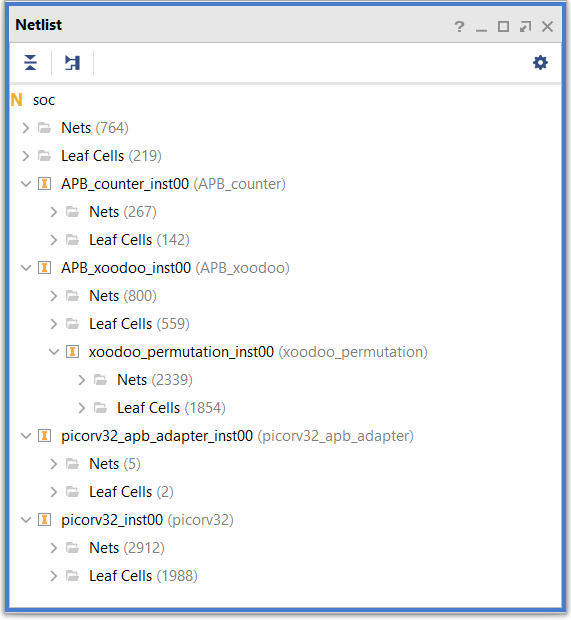 Netlist
N soc
Nets (764)
Leaf Cells (219)
I APB_counter_inst00 (APB_counter)
Nets (267)
Leaf Cells (142)
I APB_xoodoo_inst00 (APB_xoodoo)
Nets (800)
Leaf Cells (559)
I xoodoo_permutation_inst00 (xoodoo_permutation)
Nets (2339)
Leaf Cells (1854)
I picorv32_apb_adapter_inst00 (picorv32_apb_adapter)
Nets (5)
Leaf Cells (2)
I picorv32_inst00 (picorv32)
Nets (2912)
Leaf Cells (1988)